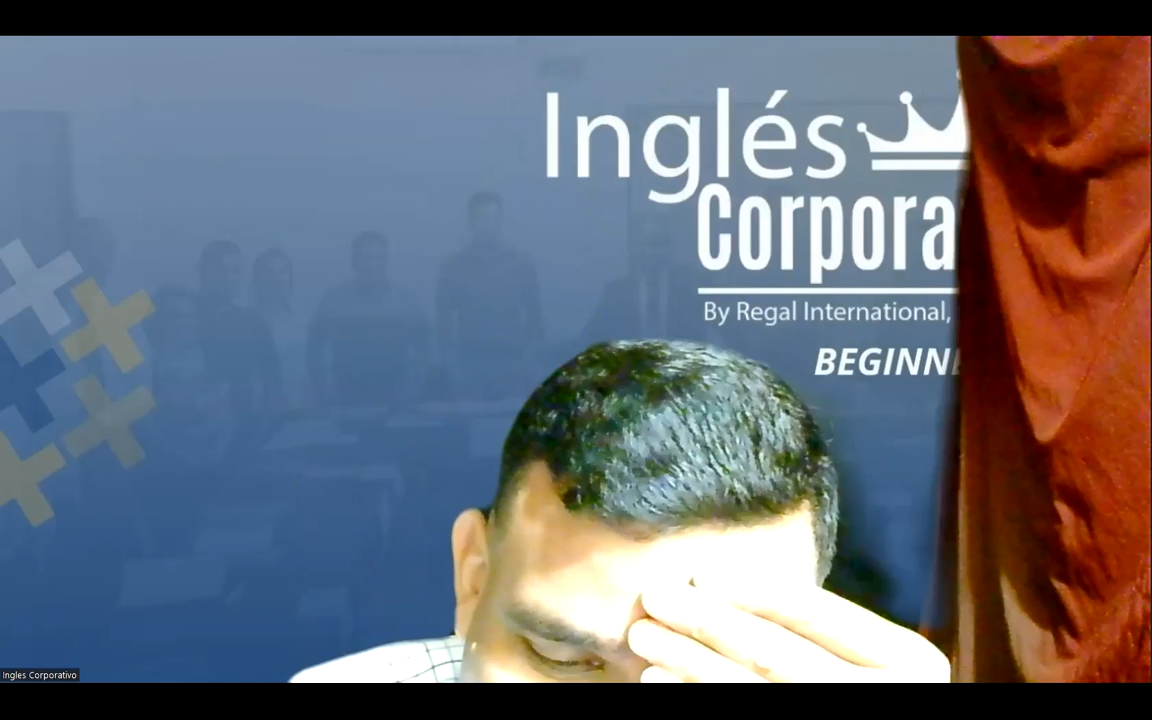 Inglés
Corpora
By Regal International,
BEGINNE
Ingles Corporativo